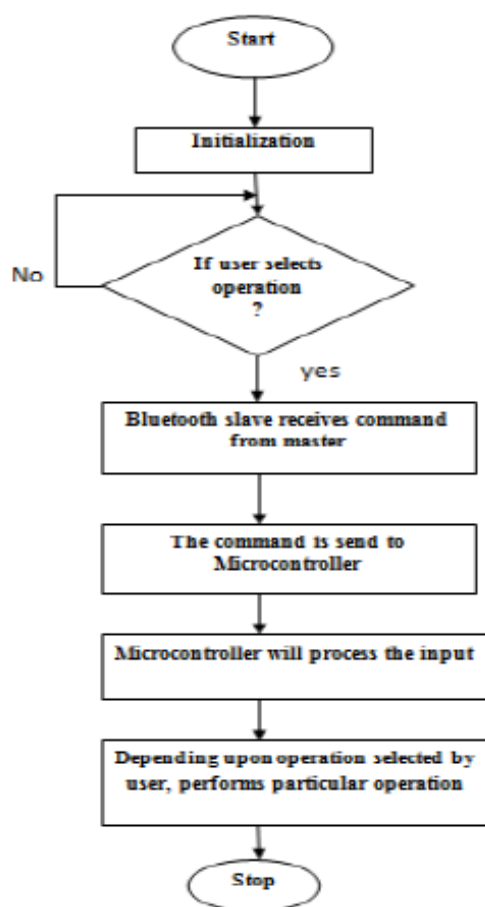 Start
Initialization
If user selects
operation
?
No
yes
Bluetooth slave receives command
from master
The command is send to
Microcontroller
Microcontroller will process the input
Depending upon operation selected by
user, performs particular operation
Stop